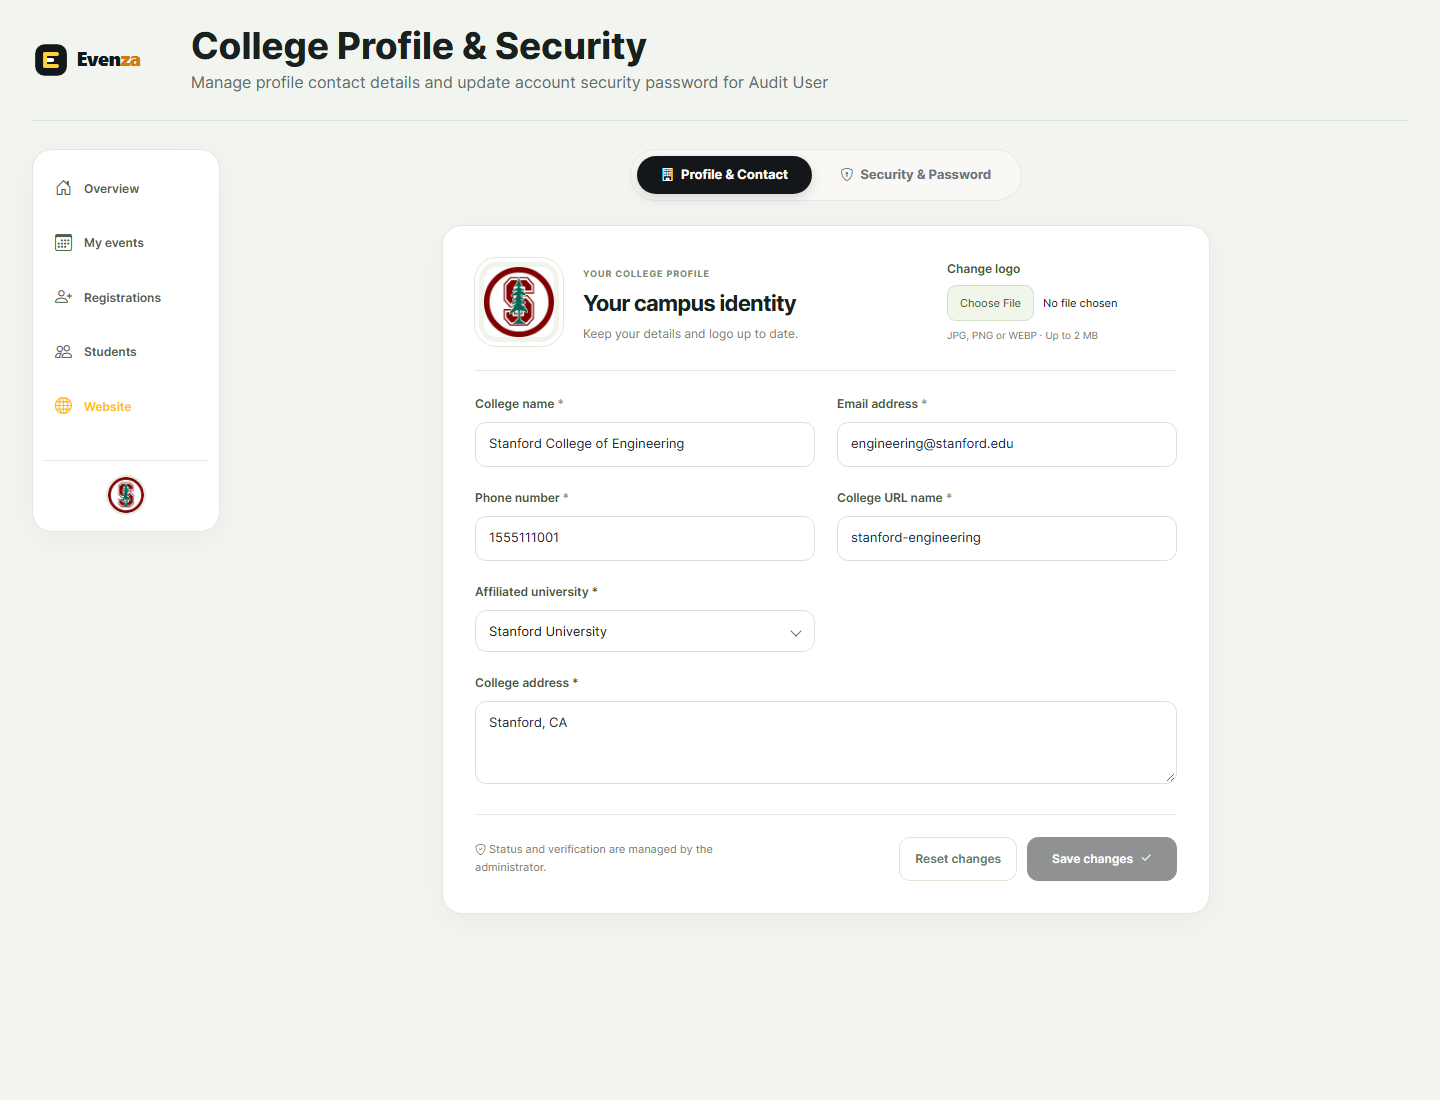 Evenza
College Profile & Security
Manage profile contact details and update account security password for Audit User
Overview
My events
Registrations
Students
Website
Profile & Contact
Security & Password
YOUR COLLEGE PROFILE
Your campus identity
Keep your details and logo up to date.
Change logo
Choose File No file chosen
JPG, PNG or WEBP · Up to 2 MB
College name *
Stanford College of Engineering
Email address *
engineering@stanford.edu
Phone number *
1555111001
College URL name *
stanford-engineering
Affiliated university *
Stanford University
College address *
Stanford, CA
Status and verification are managed by the
administrator.
Reset changes
Save changes